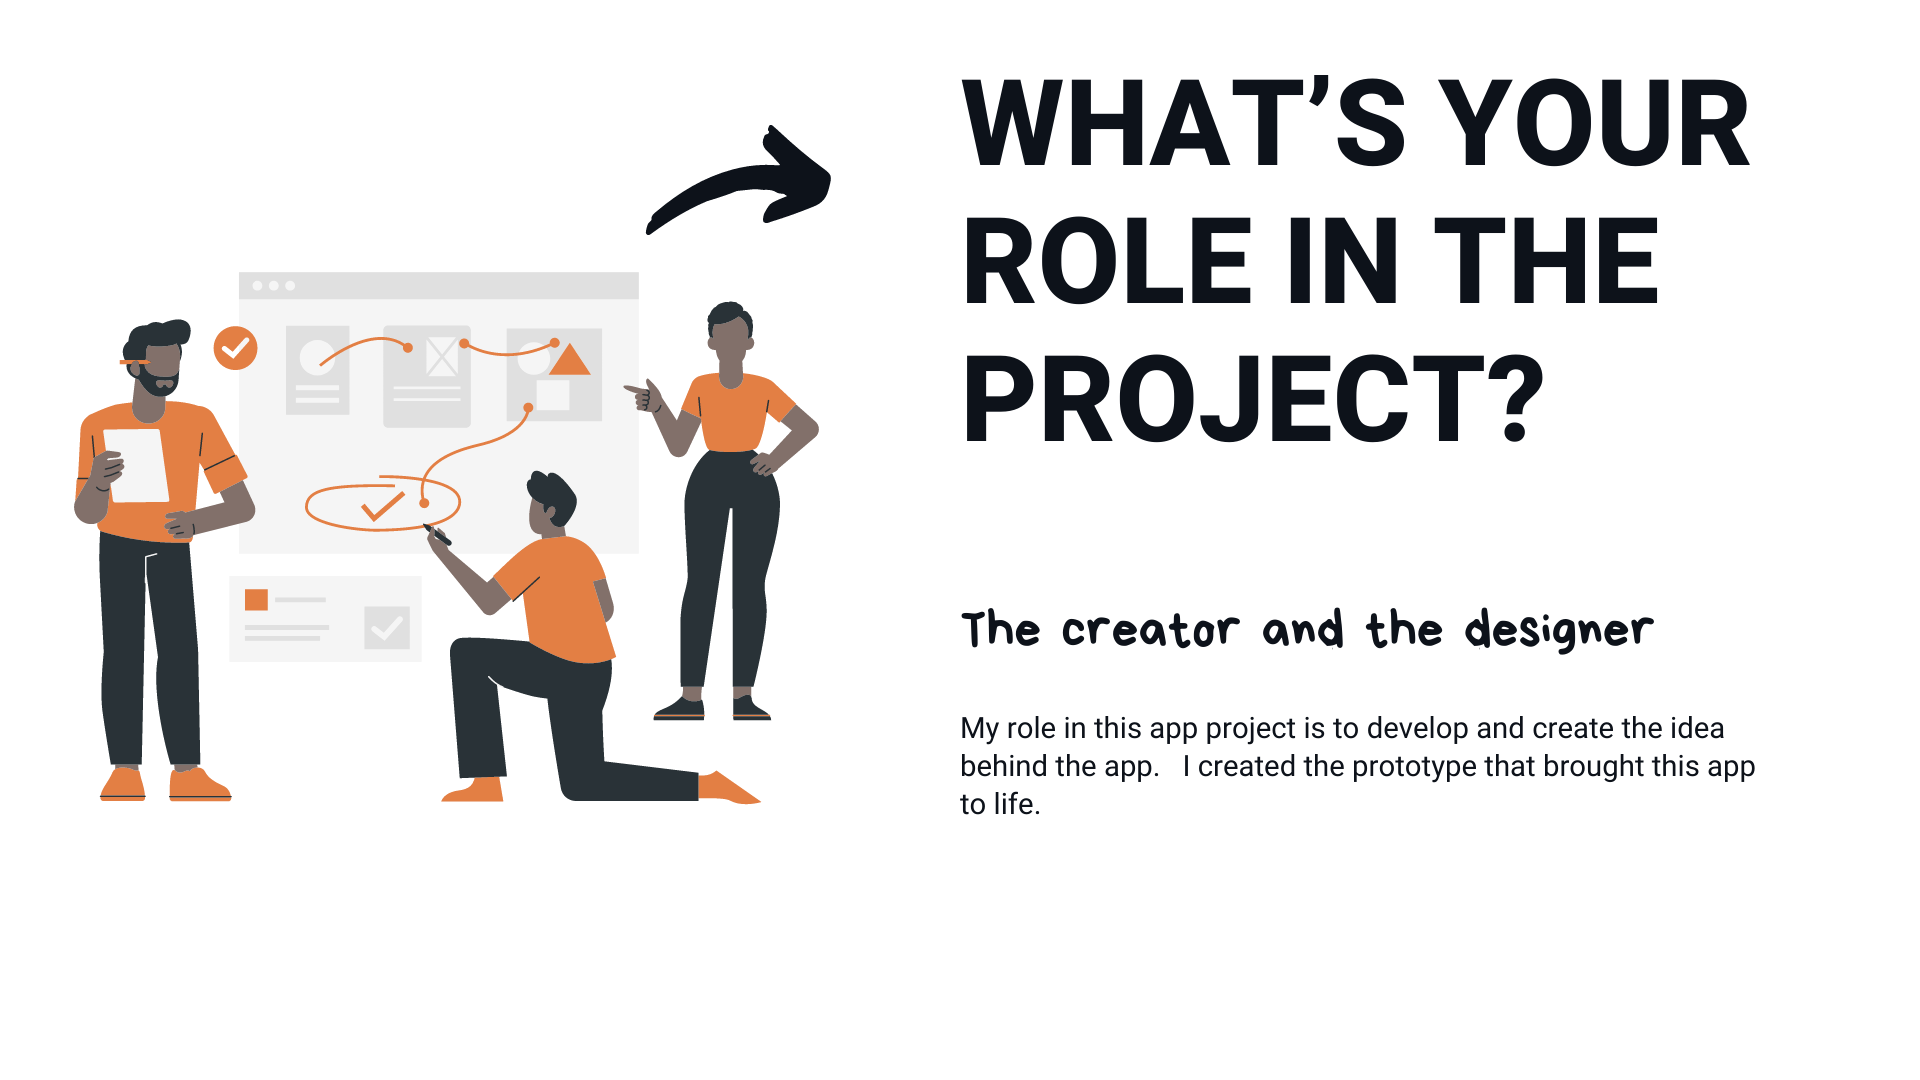 WHAT’S YOUR
ROLE IN THE
PROJECT?
The creator and the designer
My role in this app project is to develop and create the idea
behind the app.   I created the prototype that brought this app
to life.